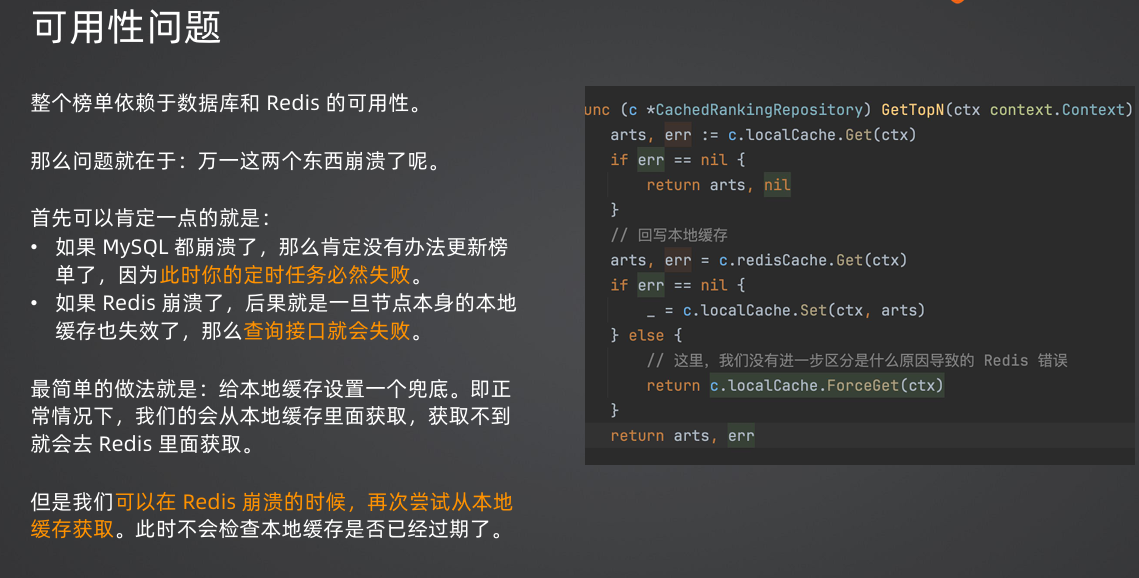 可用性问题
整个榜单依赖于数据库和 Redis 的可用性。
那么问题就在于：万一这两个东西崩溃了呢。
首先可以肯定一点的就是：
• 如果 MySQL 都崩溃了，那么肯定没有办法更新榜
单了，因为此时你的定时任务必然失败。
• 如果 Redis 崩溃了，后果就是一旦节点本身的本地
缓存也失效了，那么查询接口就会失败。
最简单的做法就是：给本地缓存设置一个兜底。即正
常情况下，我们的会从本地缓存里面获取，获取不到
就会去 Redis 里面获取。
但是我们可以在 Redis 崩溃的时候，再次尝试从本地
缓存获取。此时不会检查本地缓存是否已经过期了。
unc (c *CachedRankingRepository) GetTopN(ctx context.Context)
arts, err := c.localCache.Get(ctx)
if err == nil {
return arts, nil
}
// 回写本地缓存
arts, err = c.redisCache.Get(ctx)
if err == nil {
_ = c.localCache.Set(ctx, arts)
} else {
// 这里，我们没有进一步区分是什么原因导致的 Redis 错误
return c.localCache.ForceGet(ctx)
}
return arts, err